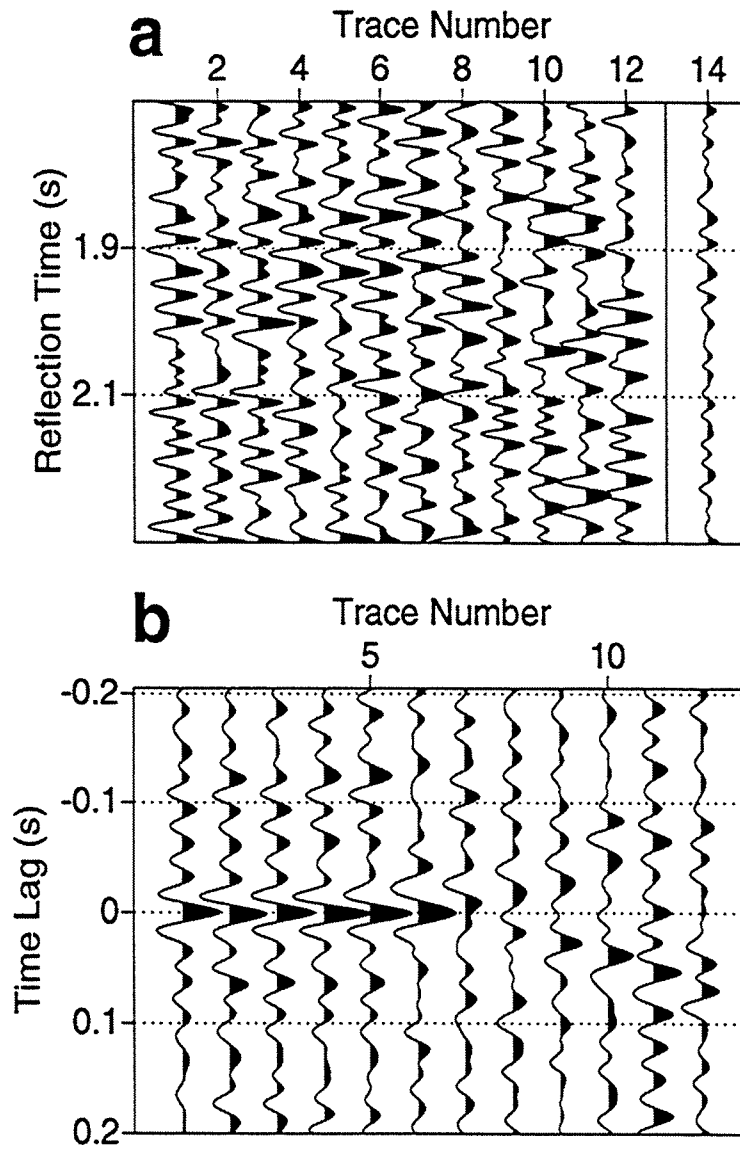 a
Trace Number
2 4 6 8 10 12 14
Reflection Time (s)
1.9
2.1
b
Trace Number
5 10
Time Lag (s)
-0.2
-0.1
0
0.1
0.2